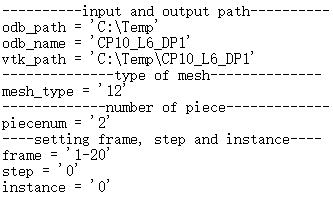 ----------input and output path----------
odb_path = 'C:\Temp'
odb_name = 'CP10_L6_DP1'
vtk_path = 'C:\Temp\CP10_L6_DP1'
--------------type of mesh--------------
mesh_type = '12'
-------------number of piece-------------
piecenum = '2'
----setting frame, step and instance----
frame = '1-20'
step = '0'
instance = '0'